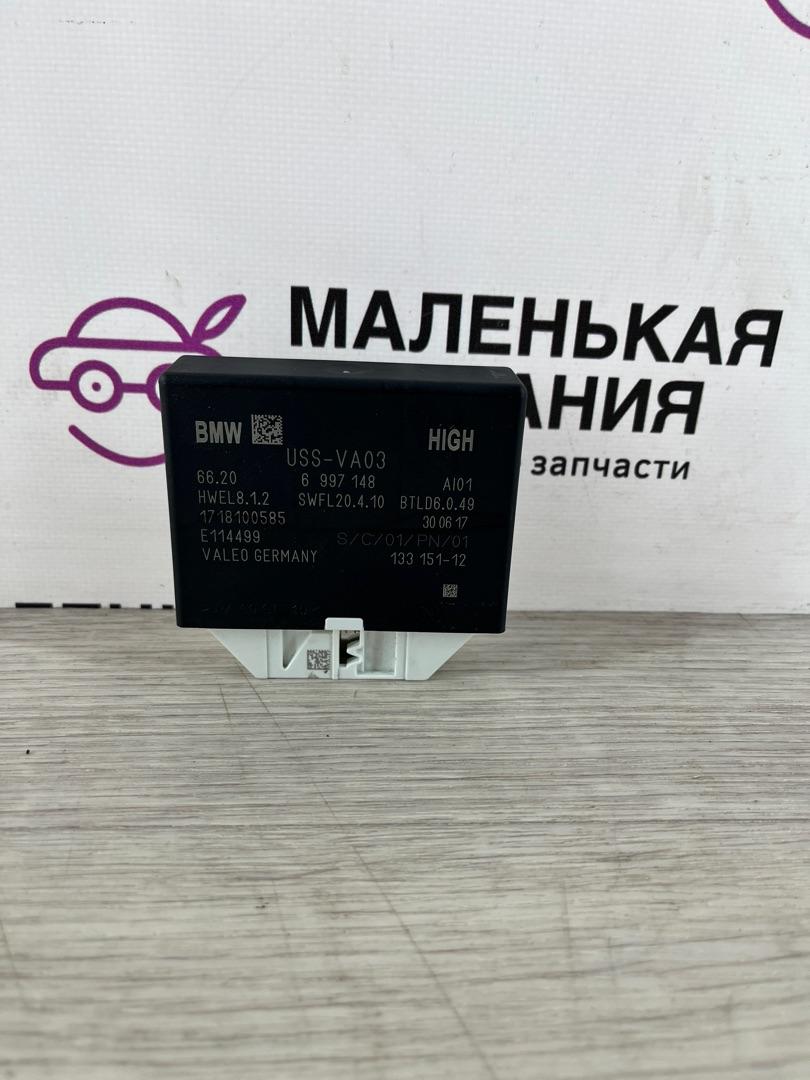 МАЛЕНЬКАЯ
запчасти
BMW HIGH
USS-VA03
66.20 6 997 148 AI01
HWEL8.1.2 SWFL20.4.10 BTLD6.0.49
1718100585 30 06 17
E114499 S/C/01/PN/01
VALEO GERMANY 133 151-12